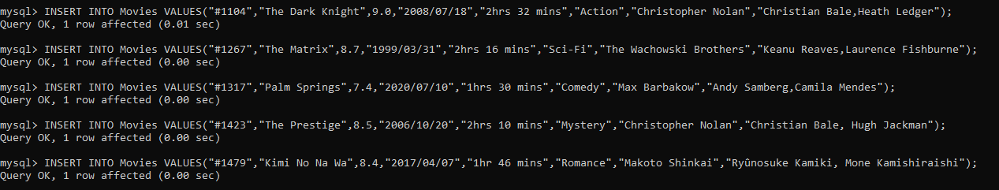 mysql> INSERT INTO Movies VALUES("#1104","The Dark Knight",9.0,"2008/07/18","2hrs 32 mins","Action","Christopher Nolan","Christian Bale,Heath Ledger");
Query OK, 1 row affected (0.01 sec)
mysql> INSERT INTO Movies VALUES("#1267","The Matrix",8.7,"1999/03/31","2hrs 16 mins","Sci-Fi","The Wachowski Brothers","Keanu Reaves,Laurence Fishburne");
Query OK, 1 row affected (0.00 sec)
mysql> INSERT INTO Movies VALUES("#1317","Palm Springs",7.4,"2020/07/10","1hrs 30 mins","Comedy","Max Barbakow","Andy Samberg,Camila Mendes");
Query OK, 1 row affected (0.00 sec)
mysql> INSERT INTO Movies VALUES("#1423","The Prestige",8.5,"2006/10/20","2hrs 10 mins","Mystery","Christopher Nolan","Christian Bale, Hugh Jackman");
Query OK, 1 row affected (0.00 sec)
mysql> INSERT INTO Movies VALUES("#1479","Kimi No Na Wa",8.4,"2017/04/07","1hr 46 mins","Romance","Makoto Shinkai","Ryûnosuke Kamiki, Mone Kamishiraishi");
Query OK, 1 row affected (0.00 sec)